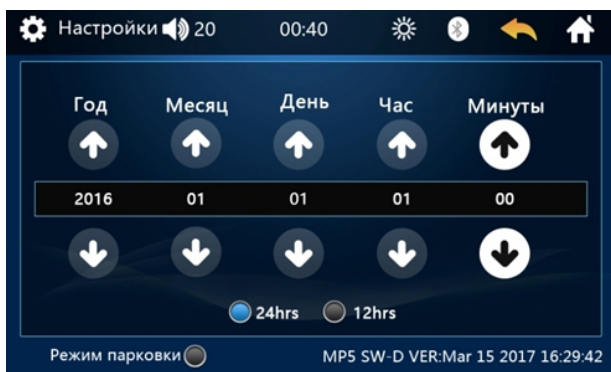 Настройки 20 00:40
Год Месяц День Час Минуты
2016 01 01 01 00
24hrs 12hrs
Режим парковки MP5 SW-D VER:Mar 15 2017 16:29:42